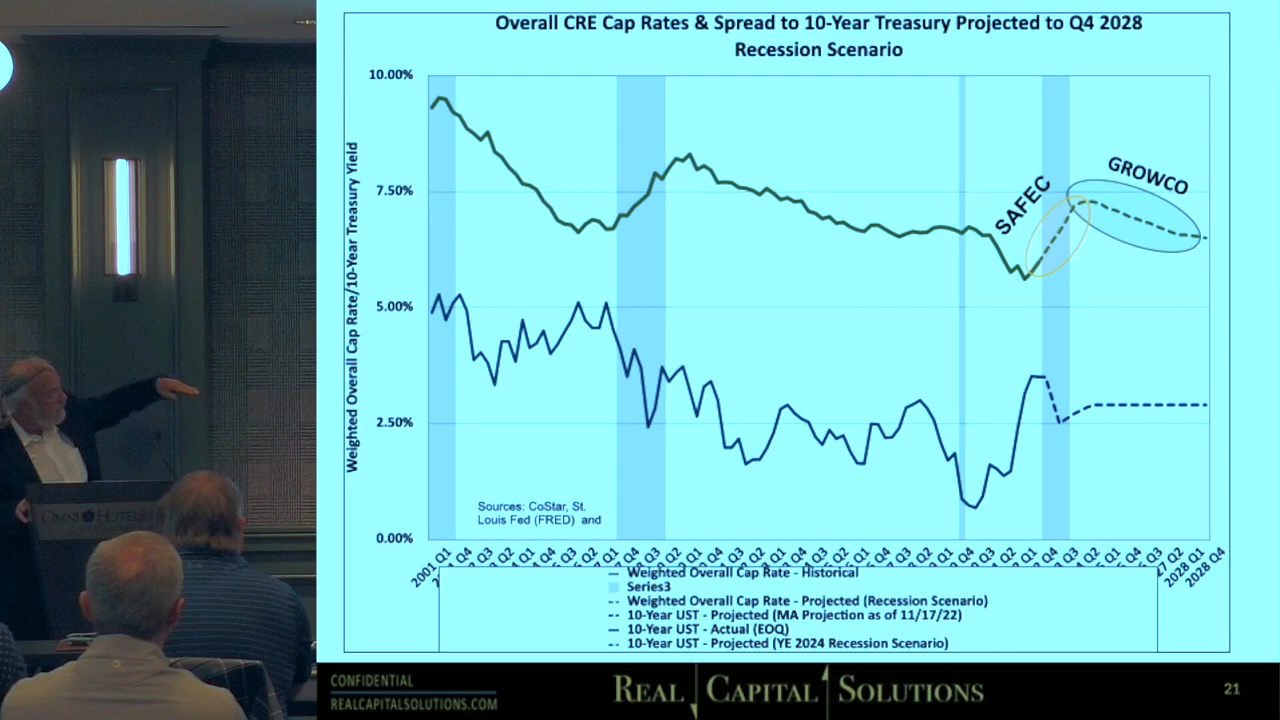 Overall CRE Cap Rates & Spread to 10-Year Treasury Projected to Q4 2028
Recession Scenario
Weighted Overall Cap Rate/10-Year Treasury Yield
10.00%
7.50%
5.00%
2.50%
0.00%
SAFEC
GROWCO
Sources: CoStar, St.
Louis Fed (FRED) and
2001 Q1
2028 Q1
2028 Q4
Weighted Overall Cap Rate - Historical
Series3
Weighted Overall Cap Rate - Projected (Recession Scenario)
10-Year UST - Projected (MA Projection as of 11/17/22)
10-Year UST - Actual (EOQ)
10-Year UST - Projected (YE 2024 Recession Scenario)
OMNI HOTELS
CONFIDENTIAL
REALCAPITALSOLUTIONS.COM
REAL CAPITAL SOLUTIONS
21